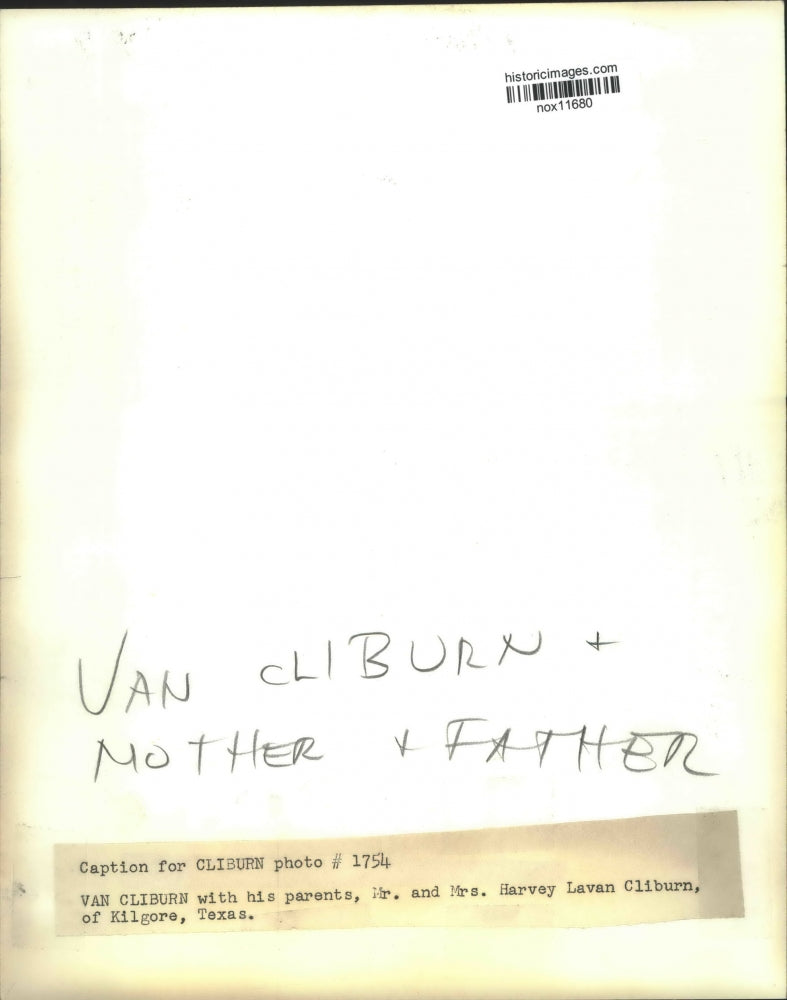 historicimages.com
nox11680
VAN CLIBURN +
MOTHER + FATHER
Caption for CLIBURN photo # 1754
VAN CLIBURN with his parents, Mr. and Mrs. Harvey Lavan Cliburn,
of Kilgore, Texas.